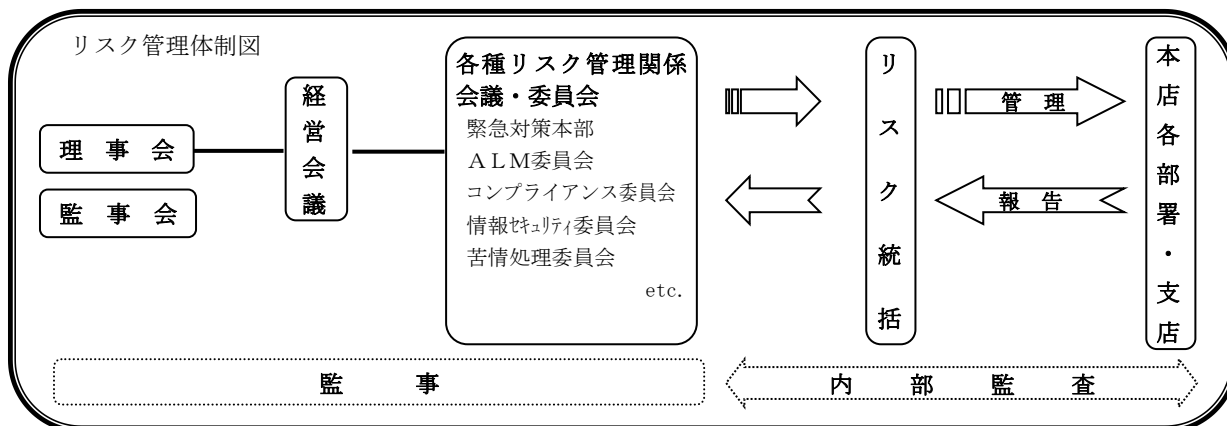 リスク管理体制図
理事会
監事会
経営会議
各種リスク管理関係
会議・委員会
緊急対策本部
ＡＬＭ委員会
コンプライアンス委員会
情報ｾｷｭﾘﾃｨ委員会
苦情処理委員会
etc.
リスク統括
管理
報告
本店各部署・支店
監事
内部監査